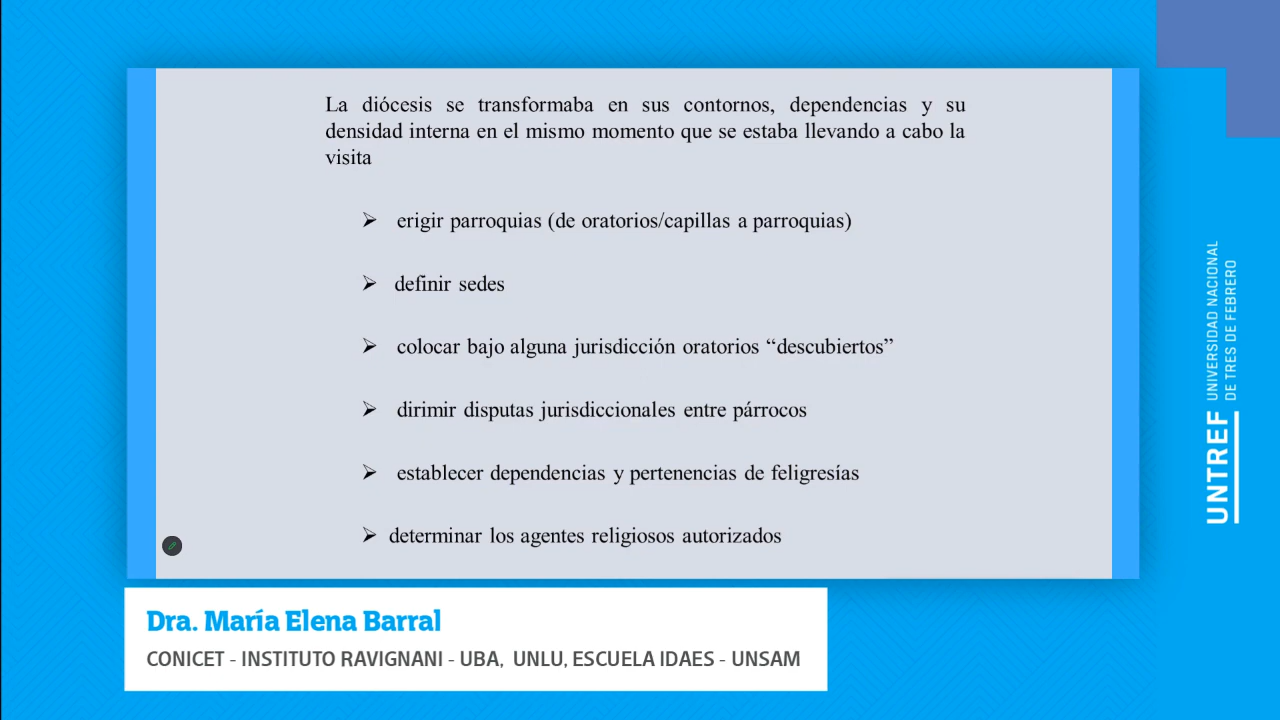 La diócesis se transformaba en sus contornos, dependencias y su
densidad interna en el mismo momento que se estaba llevando a cabo la
visita
➢ erigir parroquias (de oratorios/capillas a parroquias)
➢ definir sedes
➢ colocar bajo alguna jurisdicción oratorios “descubiertos”
➢ dirimir disputas jurisdiccionales entre párrocos
➢ establecer dependencias y pertenencias de feligresías
➢ determinar los agentes religiosos autorizados
Dra. María Elena Barral
CONICET - INSTITUTO RAVIGNANI - UBA, UNLU, ESCUELA IDAES - UNSAM
UNTREF
UNIVERSIDAD NACIONAL
DE TRES DE FEBRERO